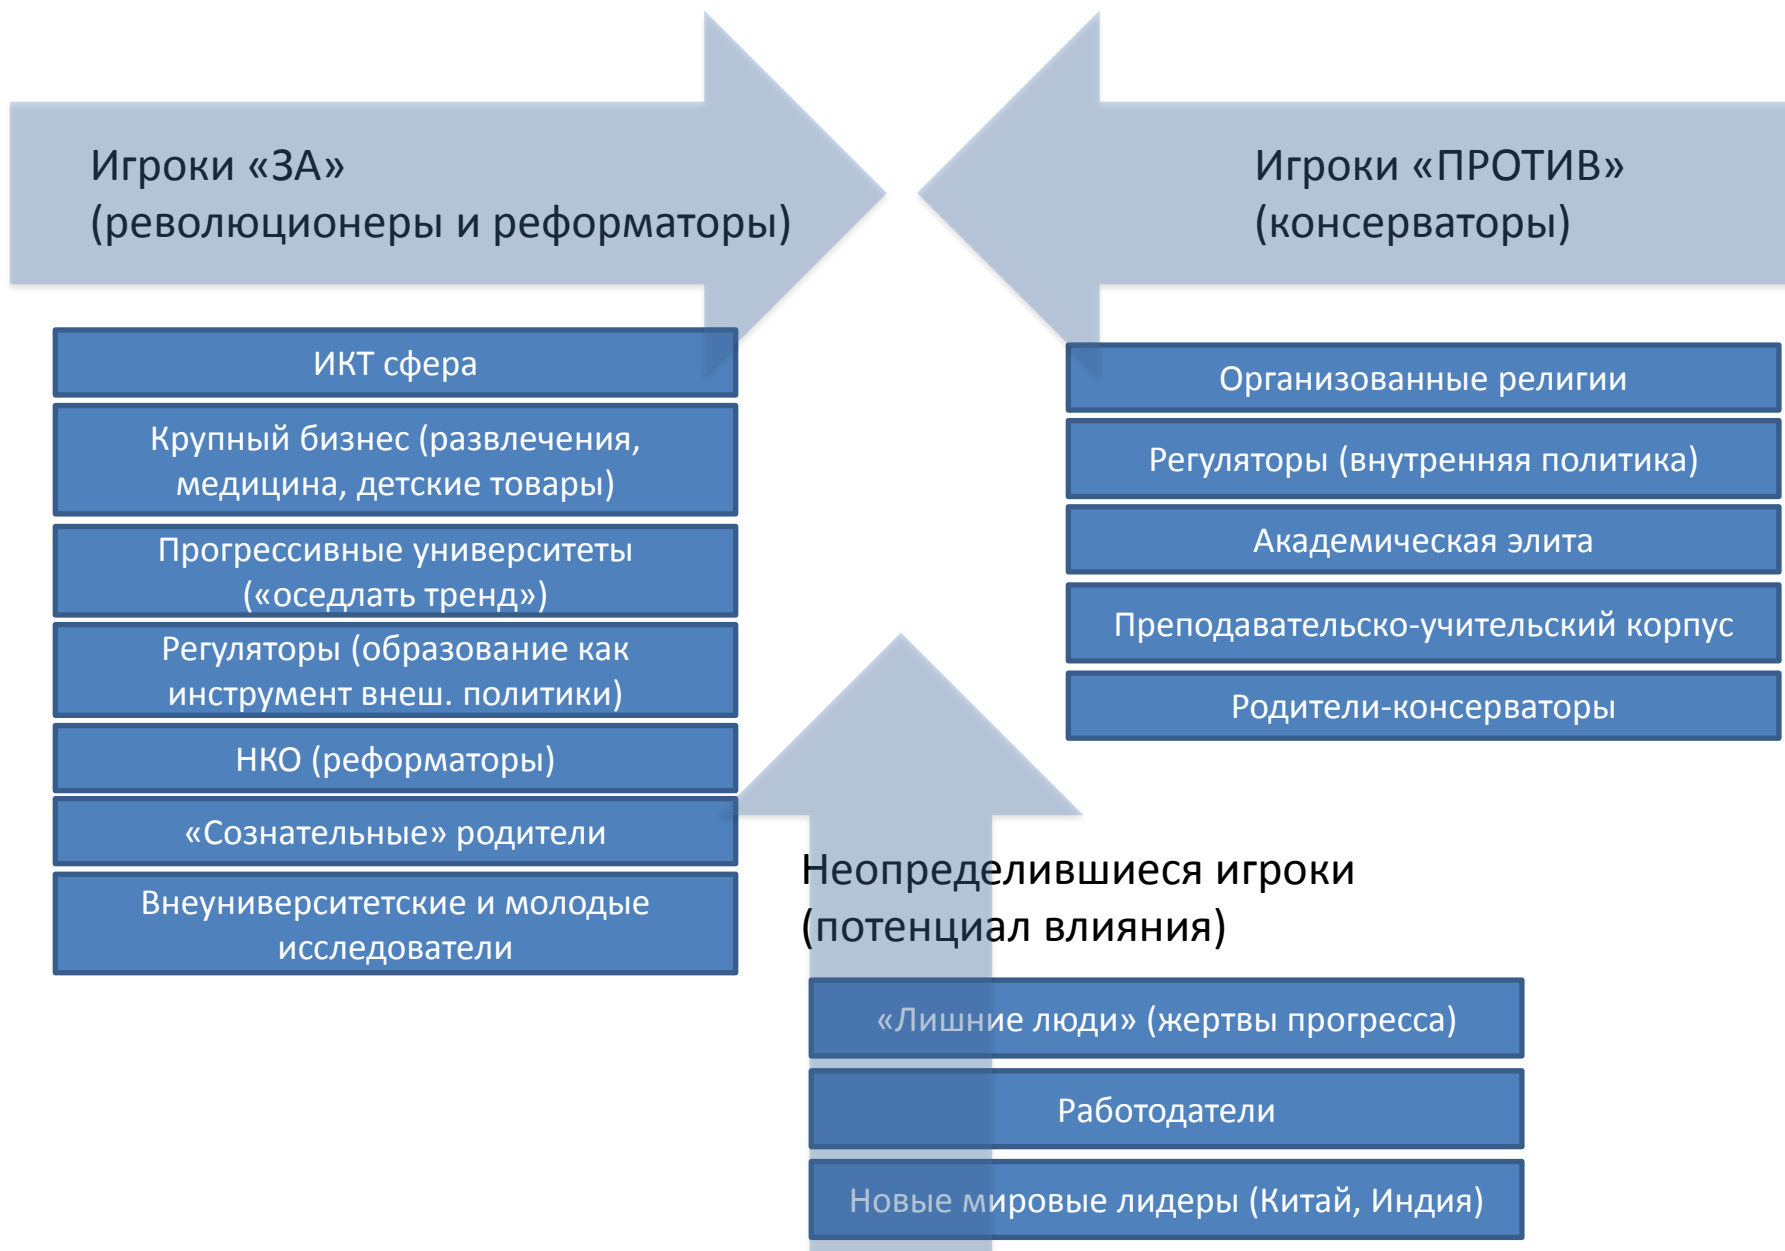 Игроки «ЗА»
(революционеры и реформаторы)
ИКТ сфера
Крупный бизнес (развлечения,
медицина, детские товары)
Прогрессивные университеты
(«оседлать тренд»)
Регуляторы (образование как
инструмент внеш. политики)
НКО (реформаторы)
«Сознательные» родители
Внеуниверситетские и молодые
исследователи
Игроки «ПРОТИВ»
(консерваторы)
Организованные религии
Регуляторы (внутренняя политика)
Академическая элита
Преподавательско-учительский корпус
Родители-консерваторы
Неопределившиеся игроки
(потенциал влияния)
«Лишние люди» (жертвы прогресса)
Работодатели
Новые мировые лидеры (Китай, Индия)